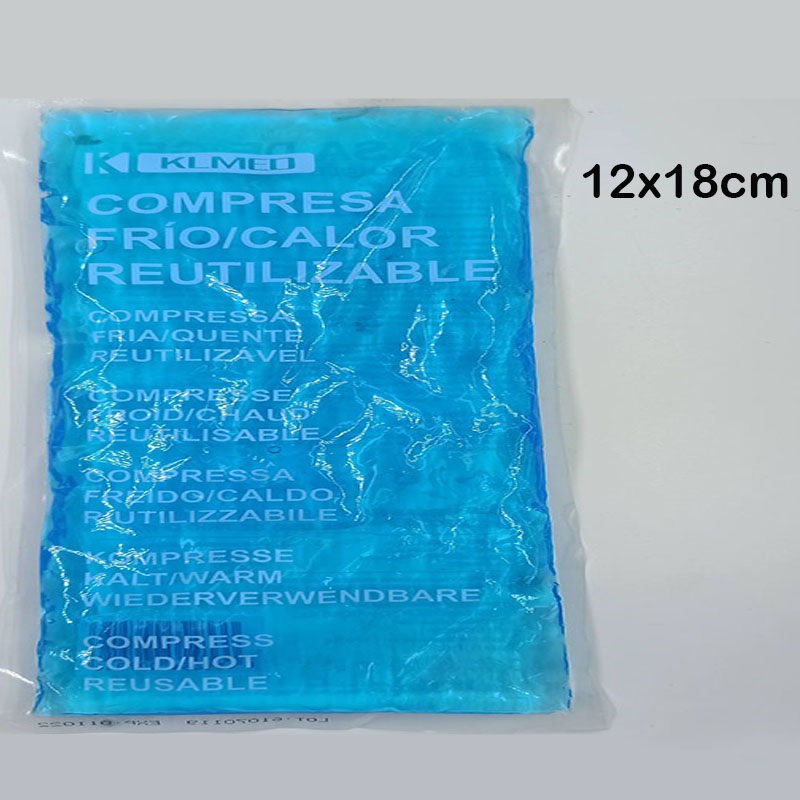 K KLMED
12x18cm
COMPRESA
FRÍO/CALOR
REUTILIZABLE
COMPRESSA
FRIA/QUENTE
REUTILIZÁVEL
COMPRESSE
FROID/CHAUD
REUTILISABLE
COMPRESSA
FREIDO/CALDO
RIUTILIZZABILE
KOMPRESSE
KALT/WARM
WIEDERVERWENDBARE
COMPRESS
COLD/HOT
REUSABLE